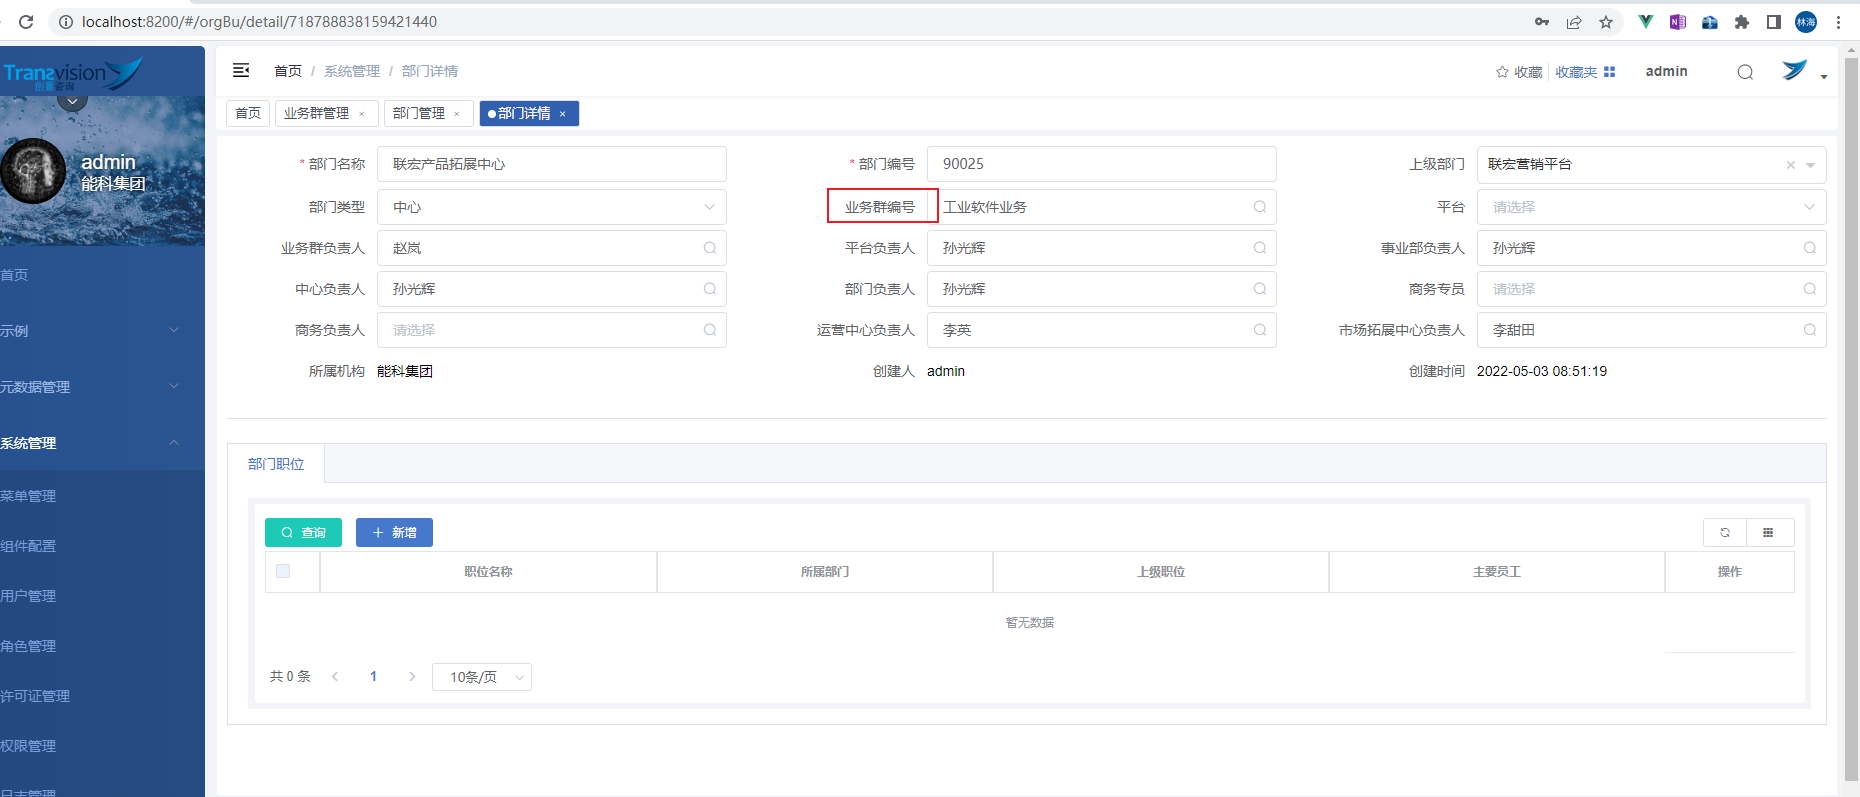 localhost:8200/#/orgBu/detail/718788838159421440
林海
Transvision
创景咨询
admin
能科集团
首页
示例
元数据管理
系统管理
菜单管理
组件配置
用户管理
角色管理
许可证管理
权限管理
日志管理
首页 / 系统管理 / 部门详情
收藏 收藏夹 admin
首页 业务群管理 × 部门管理 × 部门详情 ×
* 部门名称 联宏产品拓展中心 * 部门编号 90025 上级部门 联宏营销平台
部门类型 中心 业务群编号 工业软件业务 平台 请选择
业务群负责人 赵岚 平台负责人 孙光辉 事业部负责人 孙光辉
中心负责人 孙光辉 部门负责人 孙光辉 商务专员 请选择
商务负责人 请选择 运营中心负责人 李英 市场拓展中心负责人 李甜田
所属机构 能科集团 创建人 admin 创建时间 2022-05-03 08:51:19
部门职位
查询 新增
职位名称 所属部门 上级职位 主要员工 操作
暂无数据
共 0 条 1 10条/页